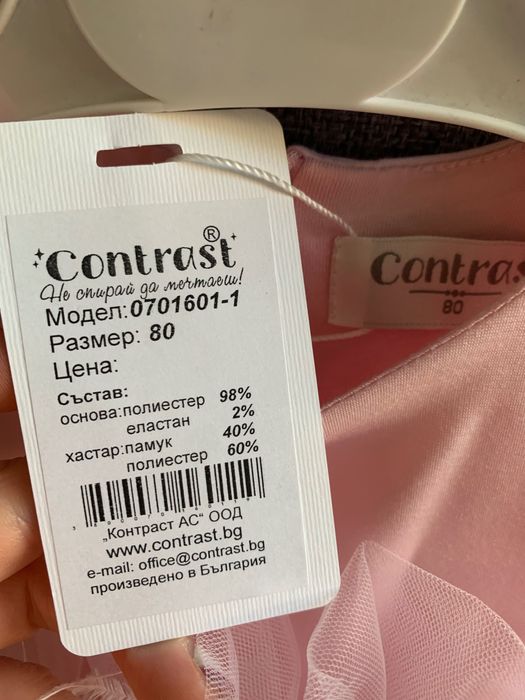 Contrast®
Не спирай да мечтаеш!
Модел:0701601-1
Размер: 80
Цена:
Състав:
основа:полиестер 98%
еластан 2%
хастар:памук 40%
полиестер 60%
„Контраст АС“ ООД
www.contrast.bg
e-mail: office@contrast.bg
произведено в България
Contras
80